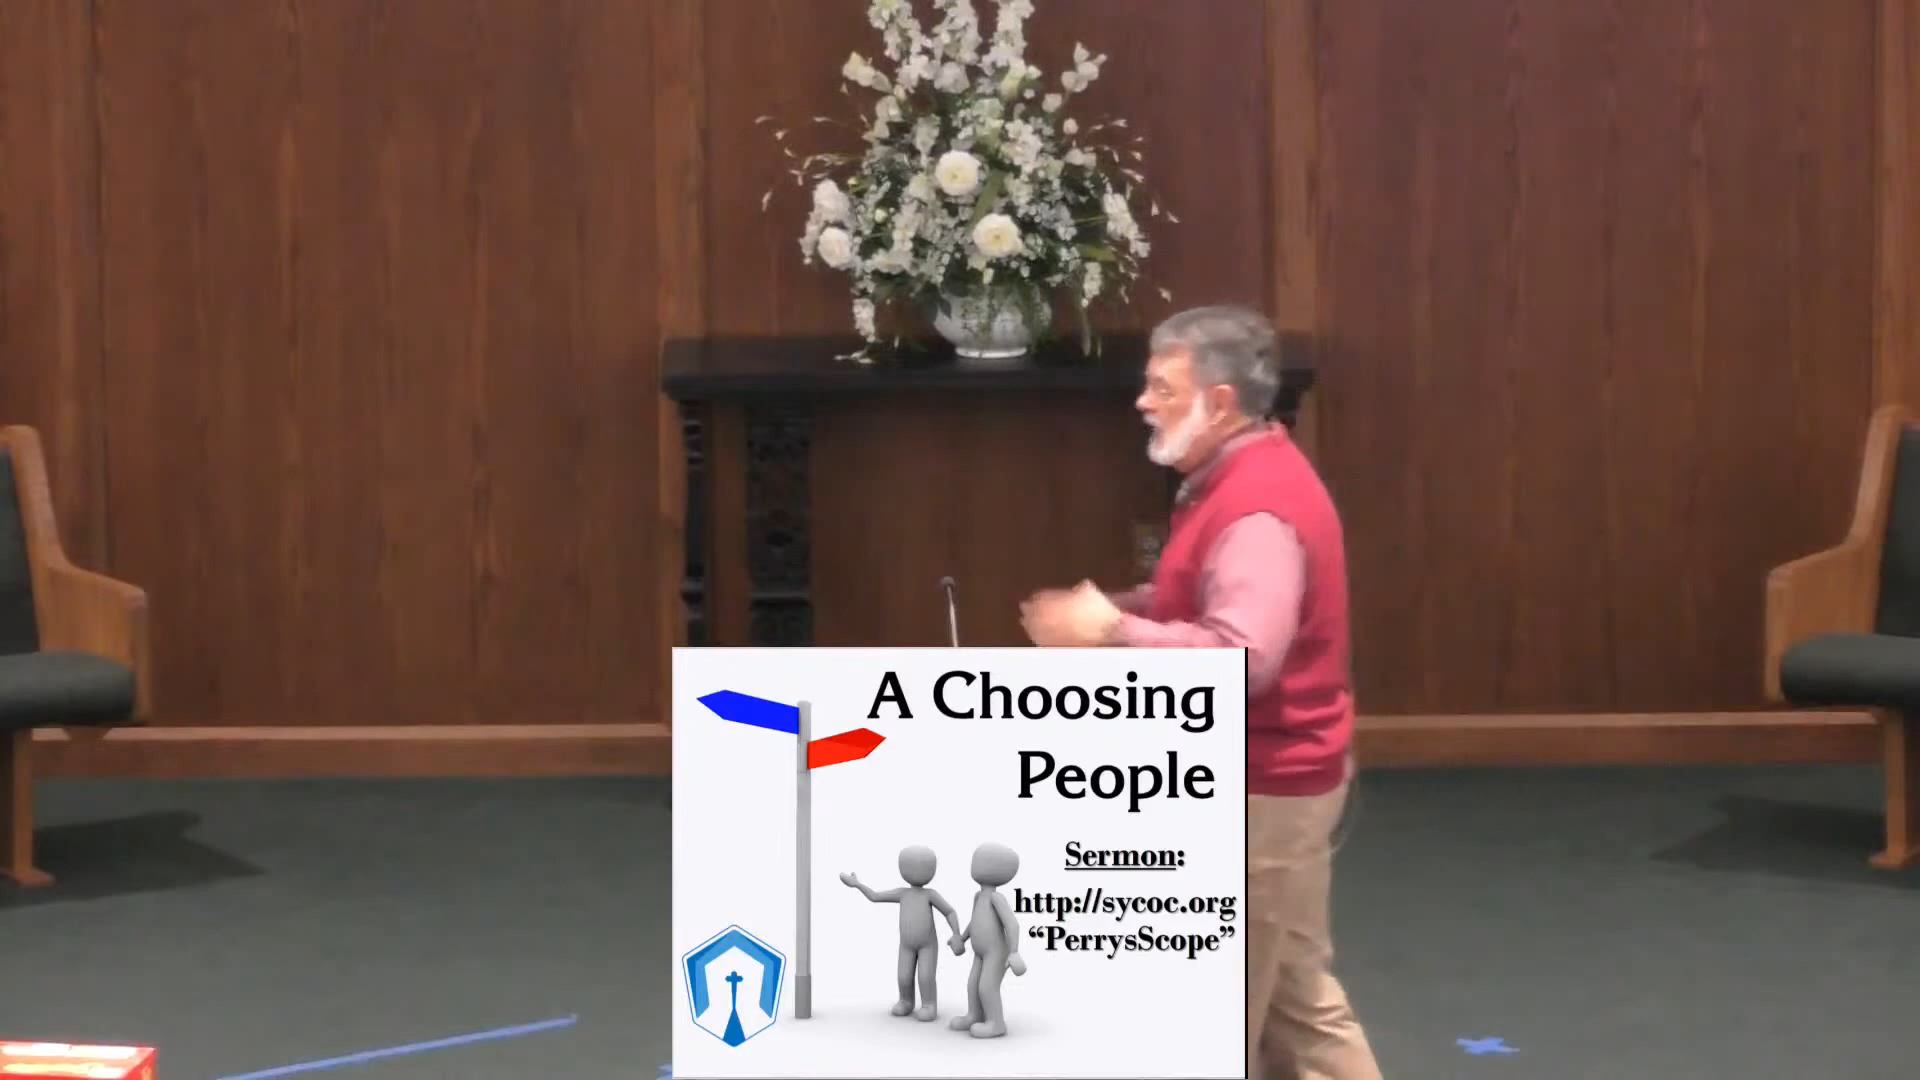 A Choosing
People
Sermon:
http://sycoc.org
“PerrysScope”